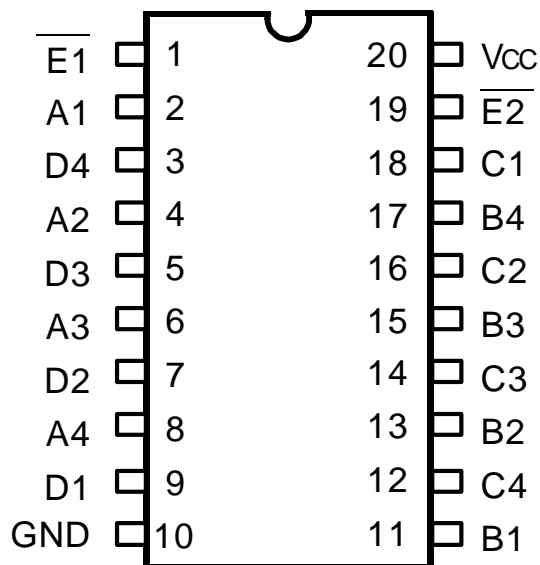 E1 1 20 VCC
A1 2 19 E2
D4 3 18 C1
A2 4 17 B4
D3 5 16 C2
A3 6 15 B3
D2 7 14 C3
A4 8 13 B2
D1 9 12 C4
GND 10 11 B1